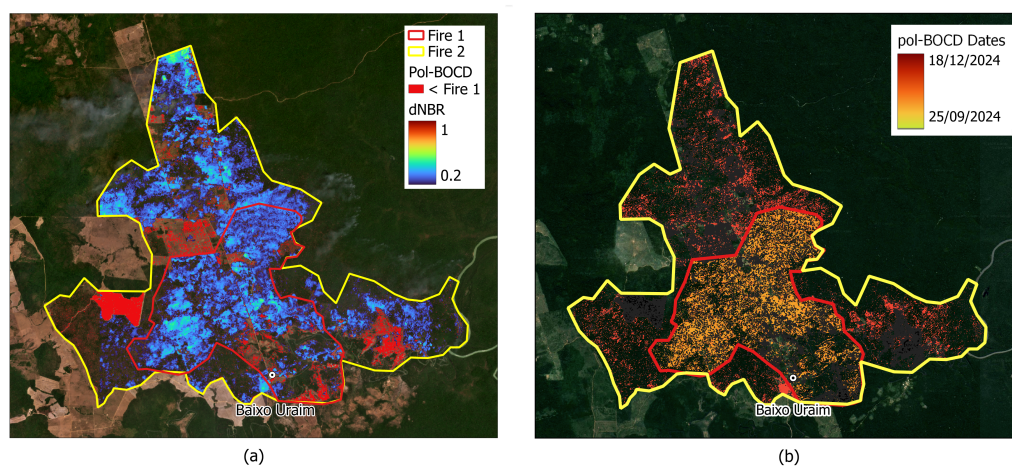 Fire 1
Fire 2
Pol-BOCD
< Fire 1
dNBR
1
0.2
Baixo Uraim
(a)
pol-BOCD Dates
18/12/2024
25/09/2024
Baixo Uraim
(b)